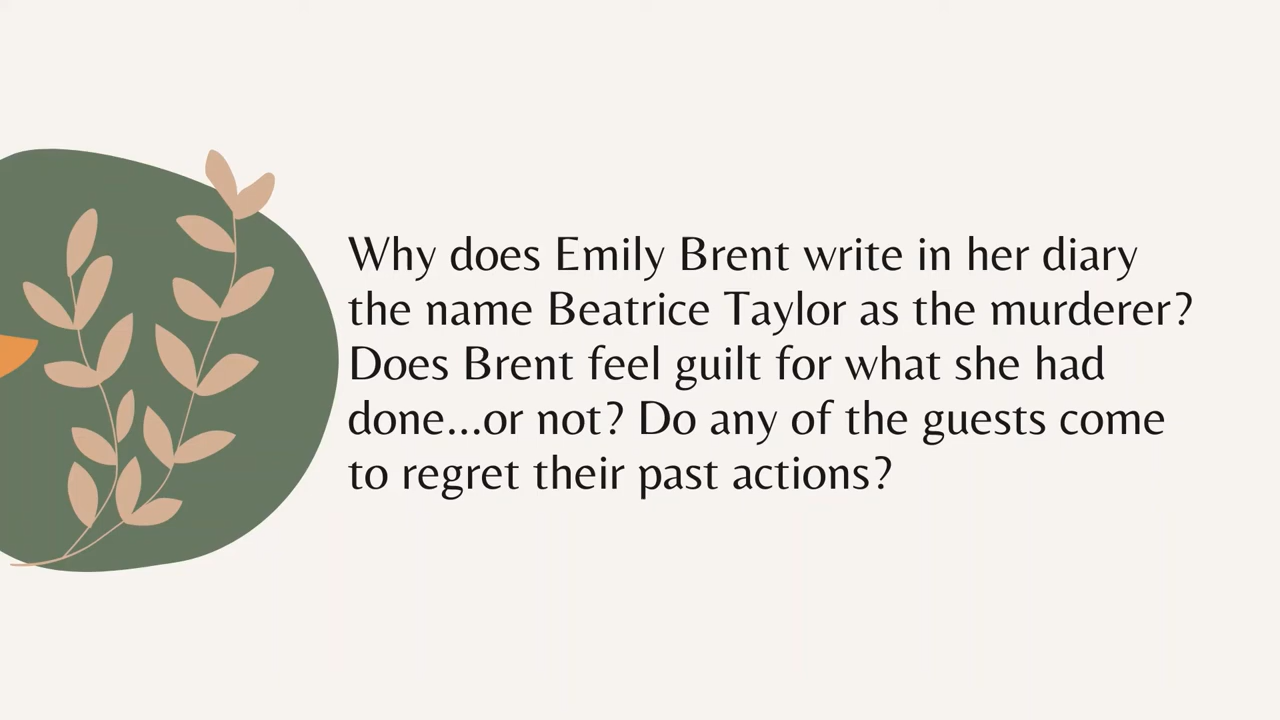 Why does Emily Brent write in her diary
the name Beatrice Taylor as the murderer?
Does Brent feel guilt for what she had
done...or not? Do any of the guests come
to regret their past actions?